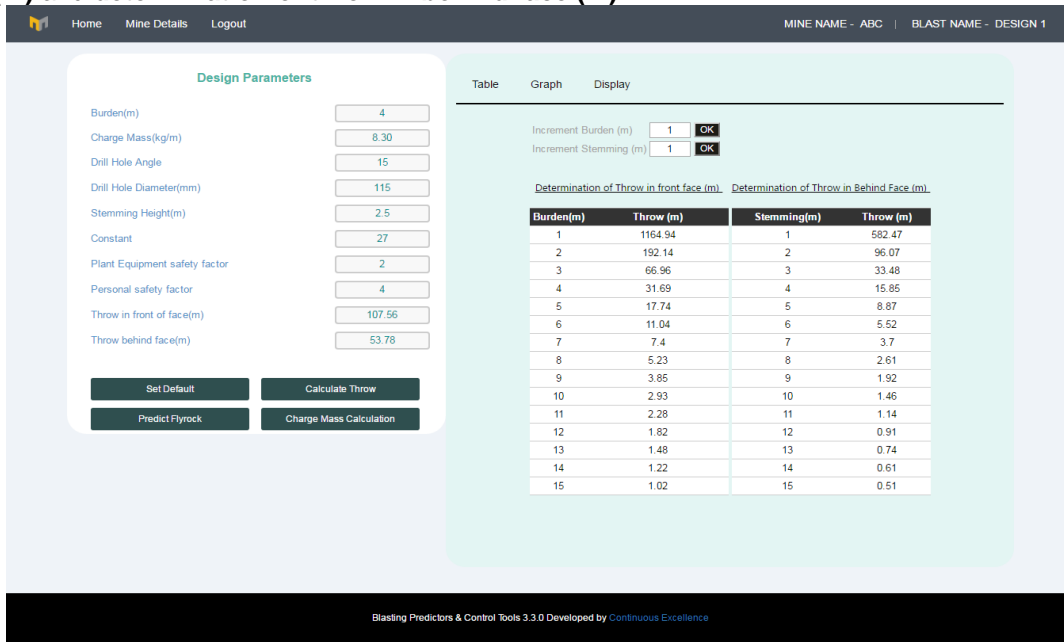 Home Mine Details Logout MINE NAME - ABC | BLAST NAME - DESIGN 1
Design Parameters
Burden(m) 4
Charge Mass(kg/m) 8.30
Drill Hole Angle 15
Drill Hole Diameter(mm) 115
Stemming Height(m) 2.5
Constant 27
Plant Equipment safety factor 2
Personal safety factor 4
Throw in front of face(m) 107.56
Throw behind face(m) 53.78
Set Default Calculate Throw
Predict Flyrock Charge Mass Calculation
Table Graph Display
Increment Burden (m) 1 OK
Increment Stemming (m) 1 OK
Determination of Throw in front face (m) Determination of Throw in Behind Face (m)
Burden(m) Throw (m) Stemming(m) Throw (m)
1 1164.94 1 582.47
2 192.14 2 96.07
3 66.96 3 33.48
4 31.69 4 15.85
5 17.74 5 8.87
6 11.04 6 5.52
7 7.4 7 3.7
8 5.23 8 2.61
9 3.85 9 1.92
10 2.93 10 1.46
11 2.28 11 1.14
12 1.82 12 0.91
13 1.48 13 0.74
14 1.22 14 0.61
15 1.02 15 0.51
Blasting Predictors & Control Tools 3.3.0 Developed by Continuous Excellence